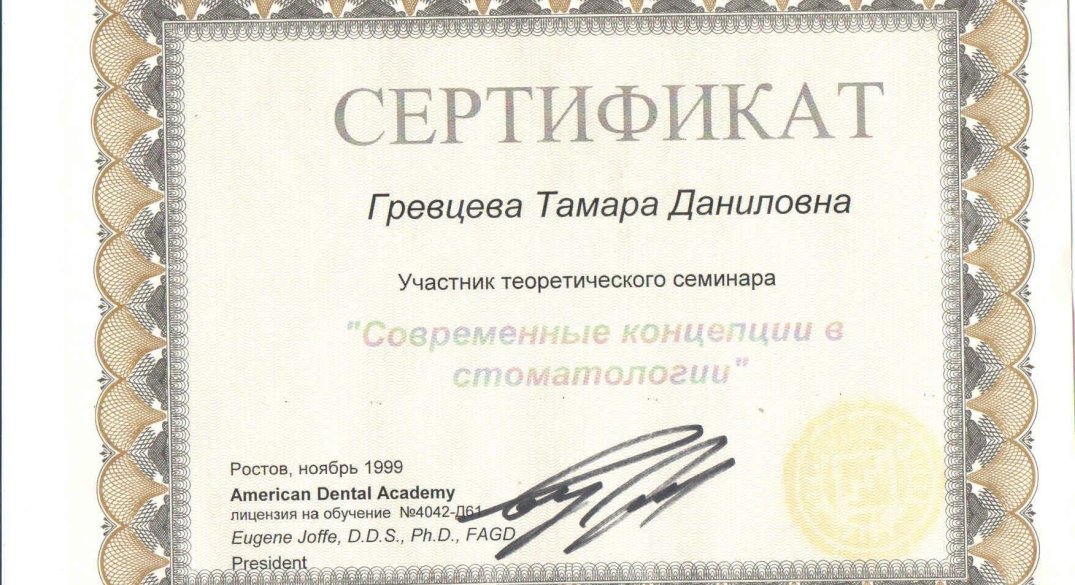 СЕРТИФИКАТ
Гревцева Тамара Даниловна
Участник теоретического семинара
"Современные концепции в
стоматологии"
Ростов, ноябрь 1999
American Dental Academy
лицензия на обучение №4042-Л61
Eugene Joffe, D.D.S., Ph.D., FAGD
President